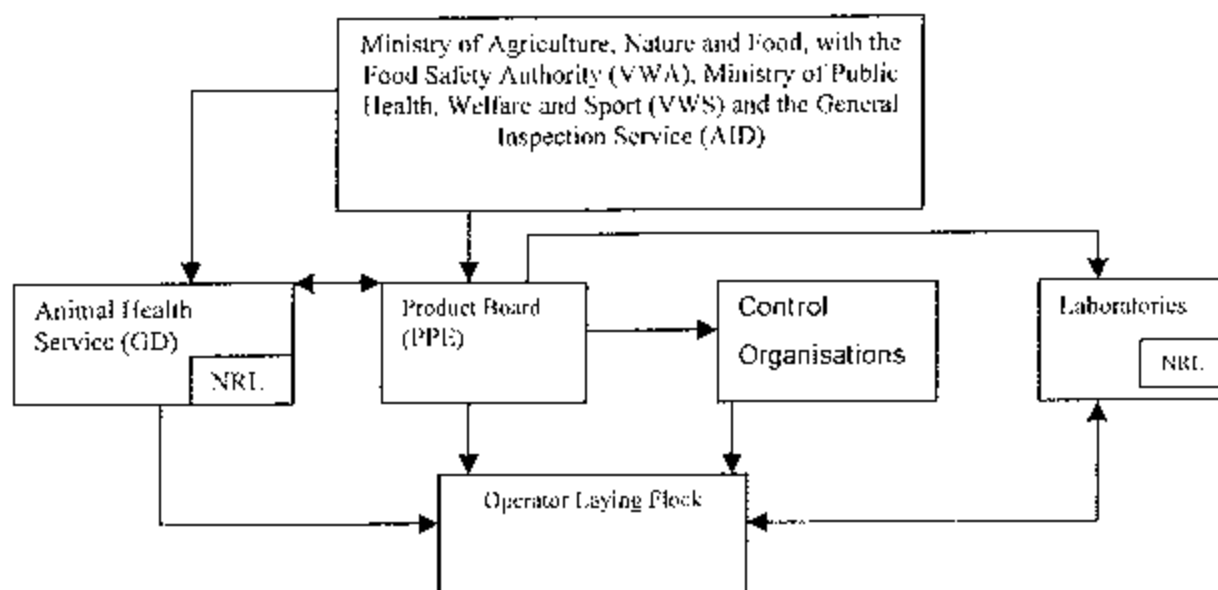 Ministry of Agriculture, Nature and Food, with the
Food Safety Authority (VWA), Ministry of Public
Health, Welfare and Sport (VWS) and the General
Inspection Service (AID)
Animal Health
Service (GD)
NRL
Product Board
(PPE)
Control
Organisations
Laboratories
NRL
Operator Laying Flock